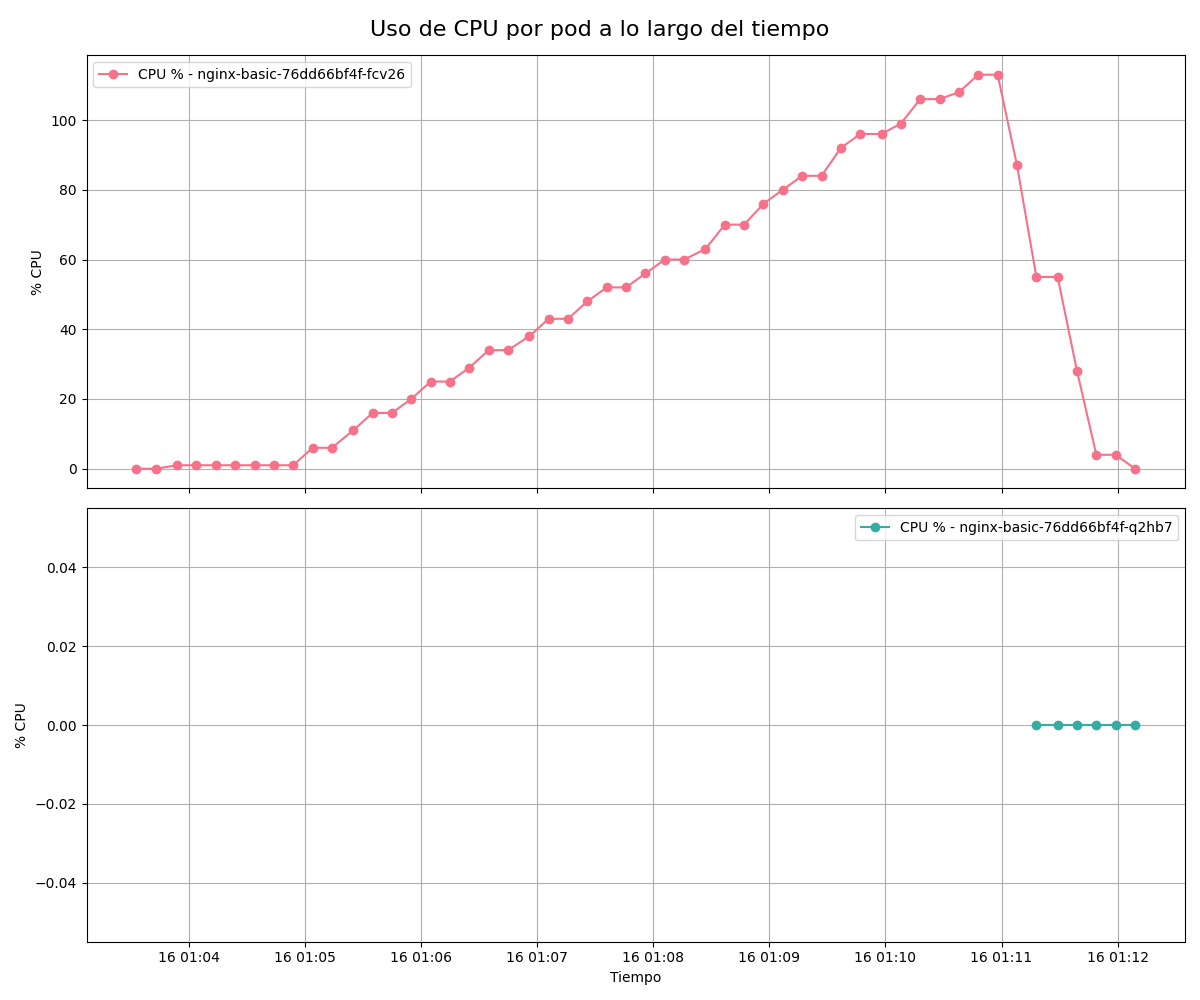 Uso de CPU por pod a lo largo del tiempo
CPU % - nginx-basic-76dd66bf4f-fcv26
100
80
60
40
20
0
% CPU
CPU % - nginx-basic-76dd66bf4f-q2hb7
0.04
0.02
0.00
−0.02
−0.04
% CPU
16 01:04 16 01:05 16 01:06 16 01:07 16 01:08 16 01:09 16 01:10 16 01:11 16 01:12
Tiempo